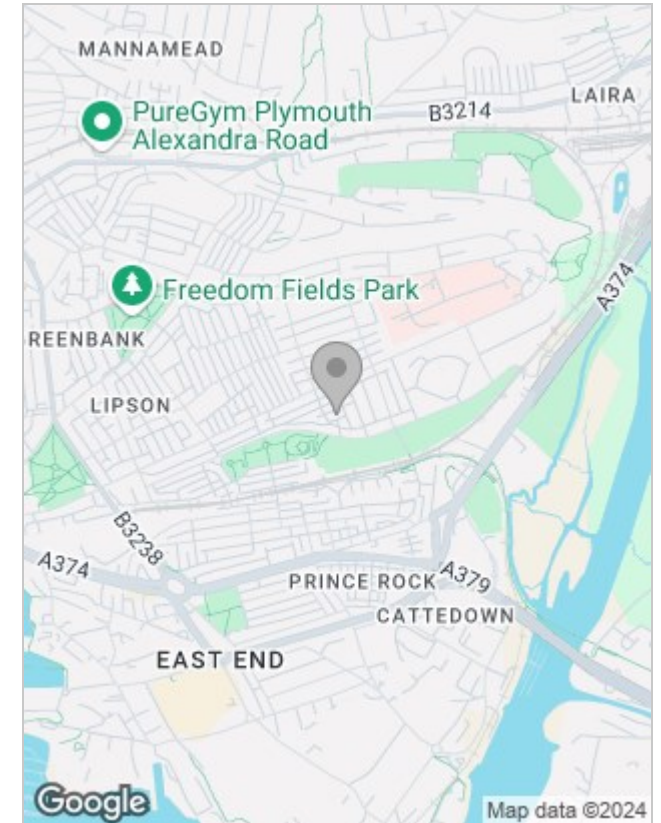 MANNAMEAD
LAIRA
PureGym Plymouth
Alexandra Road
B3214
A374
Freedom Fields Park
REENBANK
LIPSON
B3238
A374
PRINCE ROCK
A379
CATTEDOWN
EAST END
Google
Map data ©2024